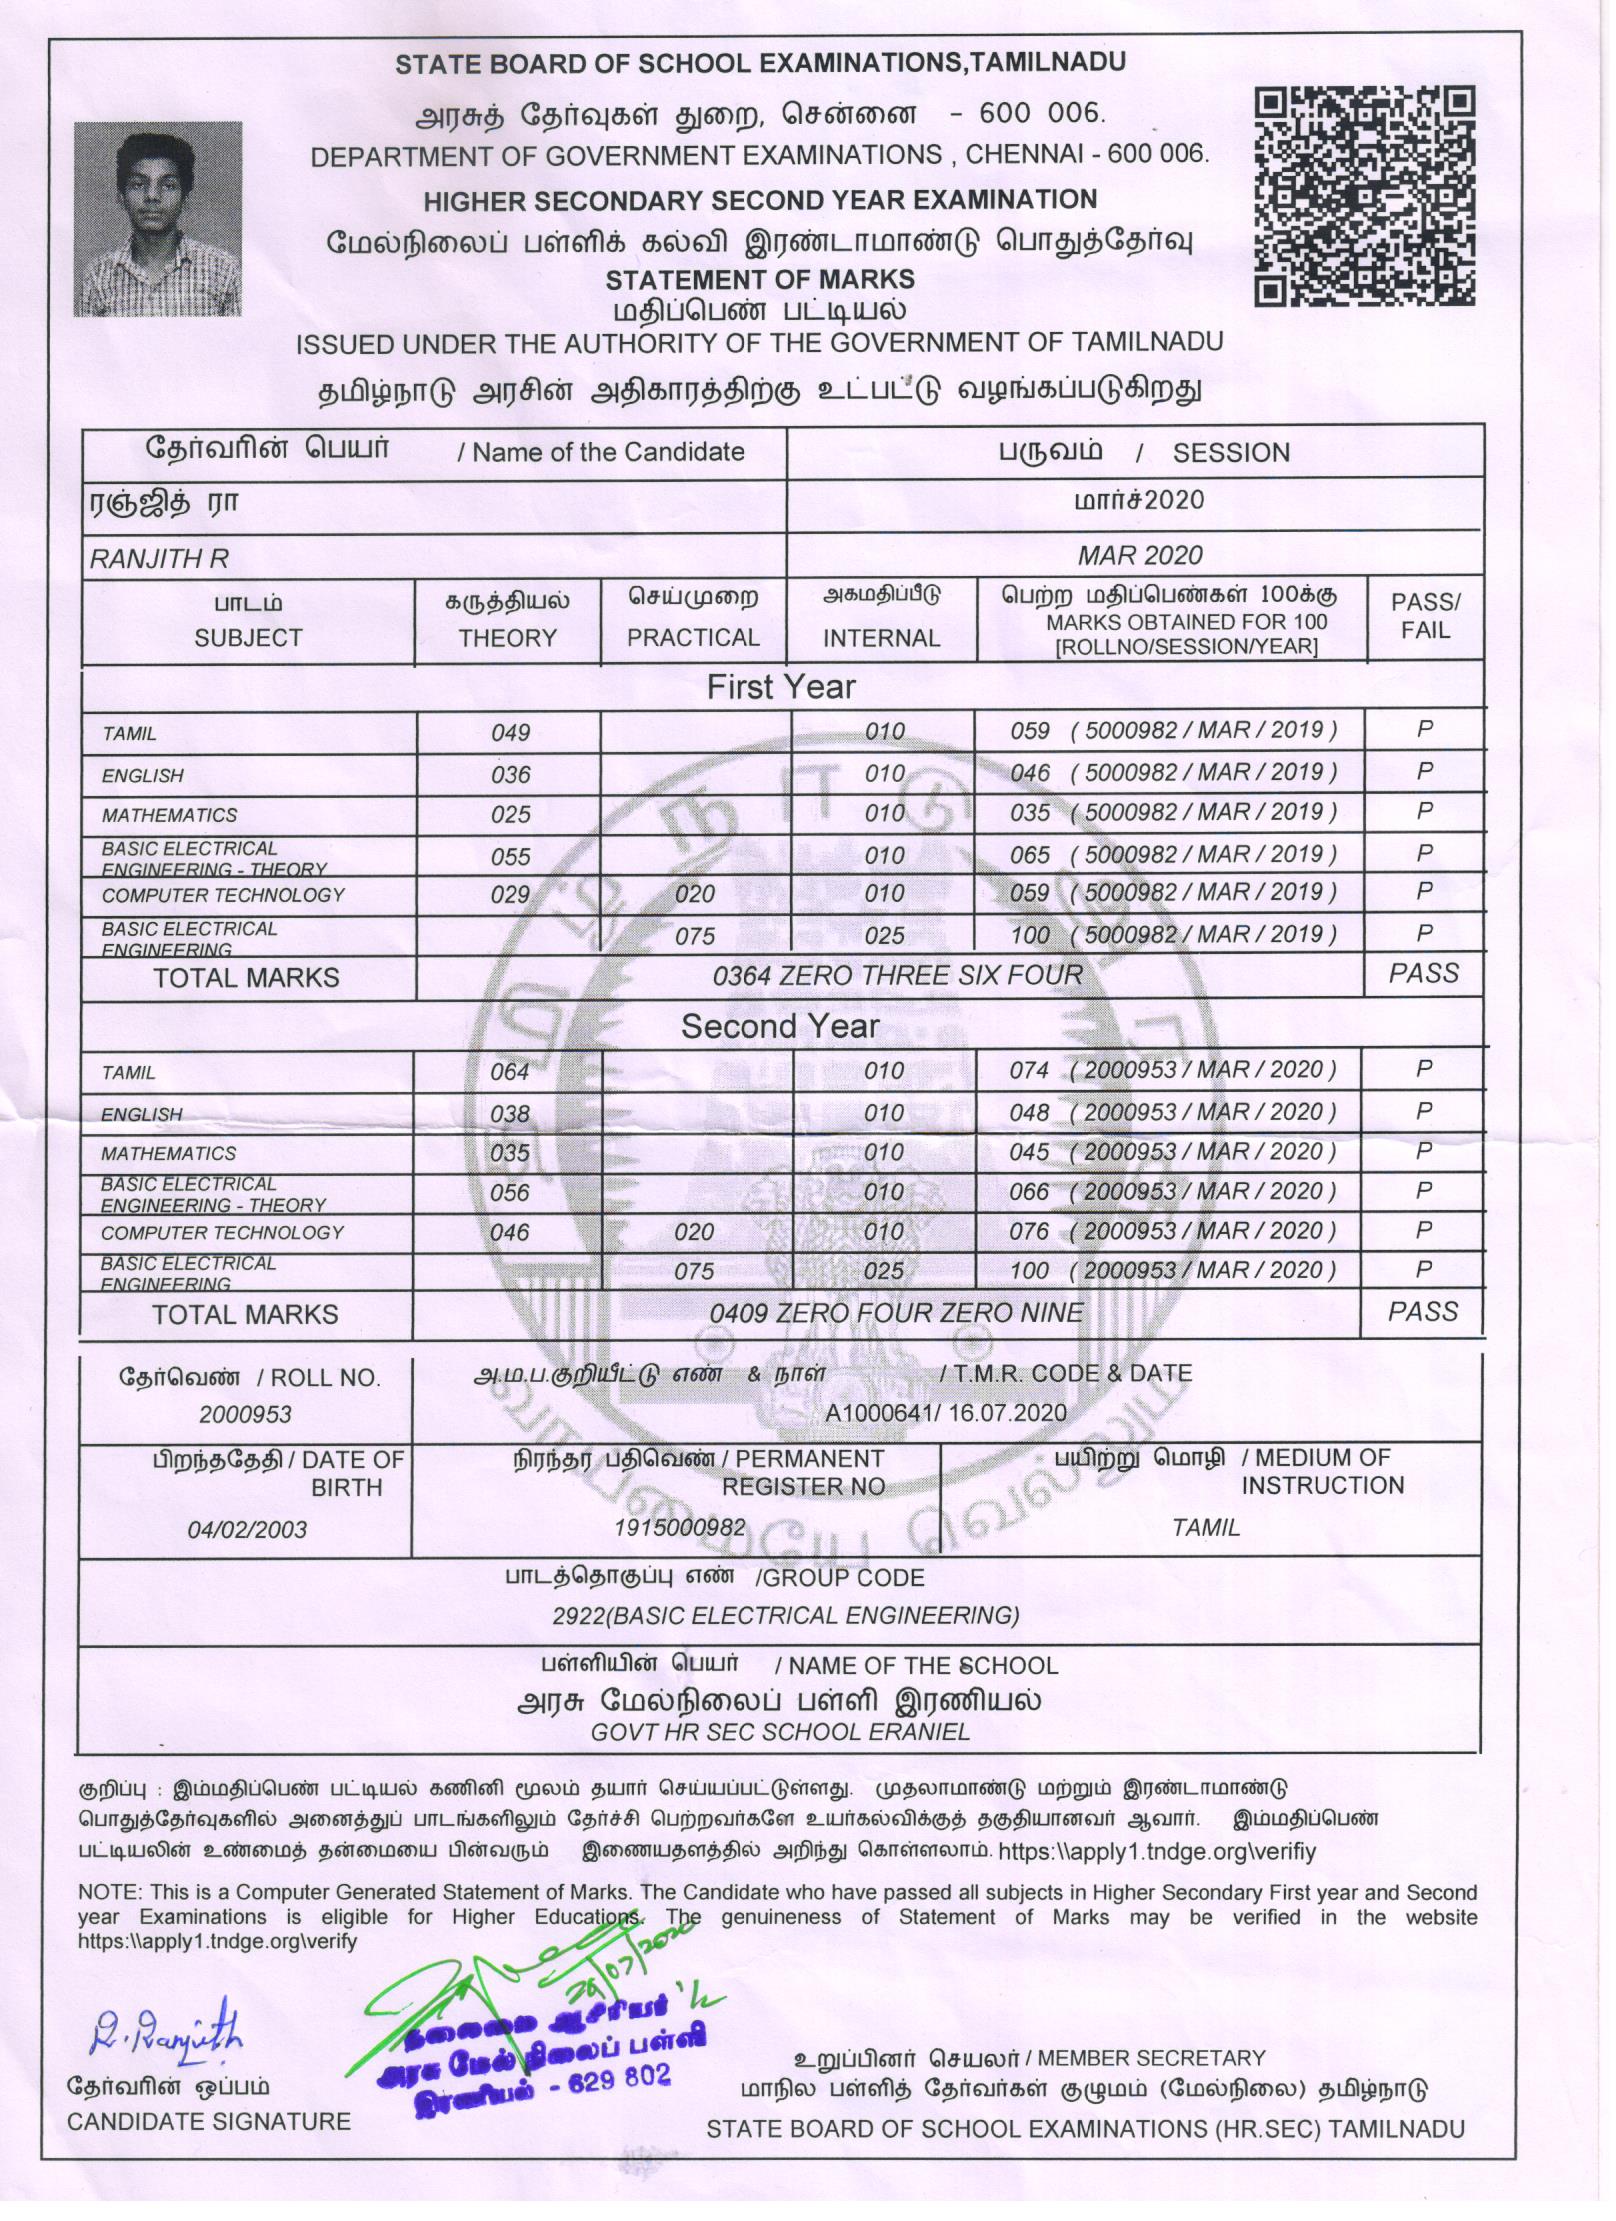 STATE BOARD OF SCHOOL EXAMINATIONS,TAMILNADU
அரசுத் தேர்வுகள் துறை, சென்னை - 600 006.
DEPARTMENT OF GOVERNMENT EXAMINATIONS , CHENNAI - 600 006.
HIGHER SECONDARY SECOND YEAR EXAMINATION
மேல்நிலைப் பள்ளிக் கல்வி இரண்டாமாண்டு பொதுத்தேர்வு
STATEMENT OF MARKS
மதிப்பெண் பட்டியல்
ISSUED UNDER THE AUTHORITY OF THE GOVERNMENT OF TAMILNADU
தமிழ்நாடு அரசின் அதிகாரத்திற்கு உட்பட்டு வழங்கப்படுகிறது
தேர்வரின் பெயர் / Name of the Candidate பருவம் / SESSION
ரஞ்ஜித் ரா மார்ச்2020
RANJITH R MAR 2020
பாடம் கருத்தியல் செய்முறை அகமதிப்பீடு பெற்ற மதிப்பெண்கள் 100க்கு PASS/
SUBJECT THEORY PRACTICAL INTERNAL MARKS OBTAINED FOR 100 FAIL
[ROLLNO/SESSION/YEAR]
First Year
TAMIL 049 010 059 ( 5000982 / MAR / 2019 ) P
ENGLISH 036 010 046 ( 5000982 / MAR / 2019 ) P
MATHEMATICS 025 010 035 ( 5000982 / MAR / 2019 ) P
BASIC ELECTRICAL
ENGINEERING - THEORY 055 010 065 ( 5000982 / MAR / 2019 ) P
COMPUTER TECHNOLOGY 029 020 010 059 ( 5000982 / MAR / 2019 ) P
BASIC ELECTRICAL
ENGINEERING 075 025 100 ( 5000982 / MAR / 2019 ) P
TOTAL MARKS 0364 ZERO THREE SIX FOUR PASS
Second Year
TAMIL 064 010 074 ( 2000953 / MAR / 2020 ) P
ENGLISH 038 010 048 ( 2000953 / MAR / 2020 ) P
MATHEMATICS 035 010 045 ( 2000953 / MAR / 2020 ) P
BASIC ELECTRICAL
ENGINEERING - THEORY 056 010 066 ( 2000953 / MAR / 2020 ) P
COMPUTER TECHNOLOGY 046 020 010 076 ( 2000953 / MAR / 2020 ) P
BASIC ELECTRICAL
ENGINEERING 075 025 100 ( 2000953 / MAR / 2020 ) P
TOTAL MARKS 0409 ZERO FOUR ZERO NINE PASS
தேர்வெண் / ROLL NO. அ.ம.ப.குறியீட்டு எண் & நாள் / T.M.R. CODE & DATE
2000953 A1000641/ 16.07.2020
பிறந்ததேதி / DATE OF நிரந்தர பதிவெண் / PERMANENT பயிற்று மொழி / MEDIUM OF
BIRTH REGISTER NO INSTRUCTION
04/02/2003 1915000982 TAMIL
பாடத்தொகுப்பு எண் /GROUP CODE
2922(BASIC ELECTRICAL ENGINEERING)
பள்ளியின் பெயர் / NAME OF THE SCHOOL
அரசு மேல்நிலைப் பள்ளி இரணியல்
GOVT HR SEC SCHOOL ERANIEL
குறிப்பு : இம்மதிப்பெண் பட்டியல் கணினி மூலம் தயார் செய்யப்பட்டுள்ளது. முதலாமாண்டு மற்றும் இரண்டாமாண்டு
பொதுத்தேர்வுகளில் அனைத்துப் பாடங்களிலும் தேர்ச்சி பெற்றவர்களே உயர்கல்விக்குத் தகுதியானவர் ஆவார். இம்மதிப்பெண்
பட்டியலின் உண்மைத் தன்மையை பின்வரும் இணையதளத்தில் அறிந்து கொள்ளலாம். https:\\apply1.tndge.org\verifiy
NOTE: This is a Computer Generated Statement of Marks. The Candidate who have passed all subjects in Higher Secondary First year and Second
year Examinations is eligible for Higher Educations. The genuineness of Statement of Marks may be verified in the website
https:\\apply1.tndge.org\verify
R. Ranjith
தேர்வரின் ஒப்பம்
CANDIDATE SIGNATURE
தலைமை ஆசிரியர்
அரசு மேல் நிலைப் பள்ளி
இரணியல் - 629 802
உறுப்பினர் செயலர் / MEMBER SECRETARY
மாநில பள்ளித் தேர்வர்கள் குழுமம் (மேல்நிலை) தமிழ்நாடு
STATE BOARD OF SCHOOL EXAMINATIONS (HR.SEC) TAMILNADU